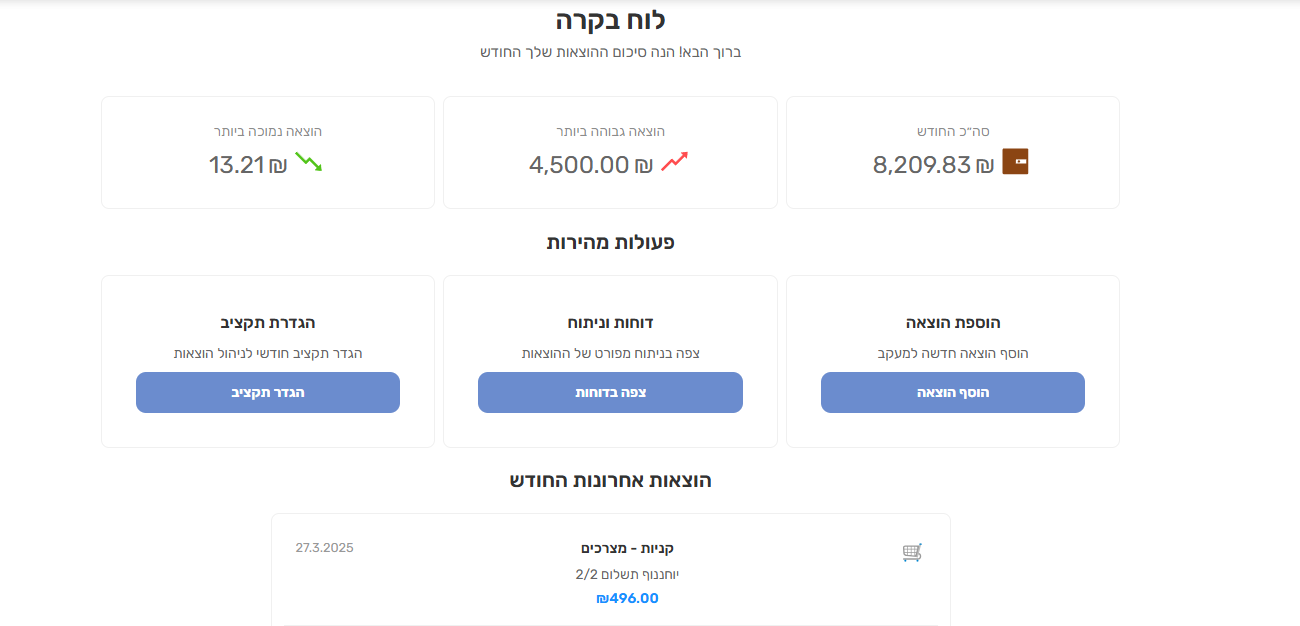 לוח בקרה
ברוך הבא! הנה סיכום ההוצאות שלך החודש
סה״כ החודש
₪ 8,209.83
הוצאה גבוהה ביותר
₪ 4,500.00
הוצאה נמוכה ביותר
₪ 13.21
פעולות מהירות
הוספת הוצאה
הוסף הוצאה חדשה למעקב
הוסף הוצאה
דוחות וניתוח
צפה בניתוח מפורט של ההוצאות
צפה בדוחות
הגדרת תקציב
הגדר תקציב חודשי לניהול הוצאות
הגדר תקציב
הוצאות אחרונות החודש
קניות - מצרכים
27.3.2025
יוחננוף תשלום 2/2
₪496.00